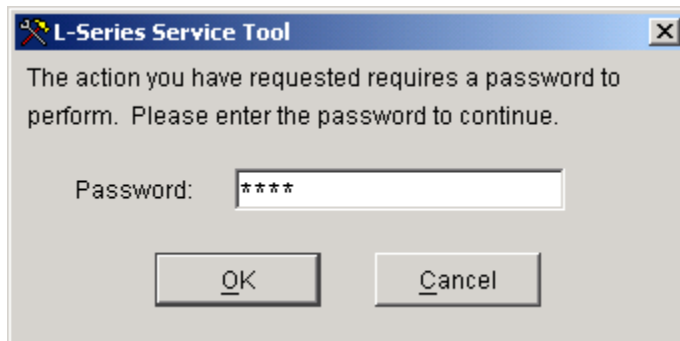 L-Series Service Tool
The action you have requested requires a password to
perform. Please enter the password to continue.
Password: ****
OK Cancel